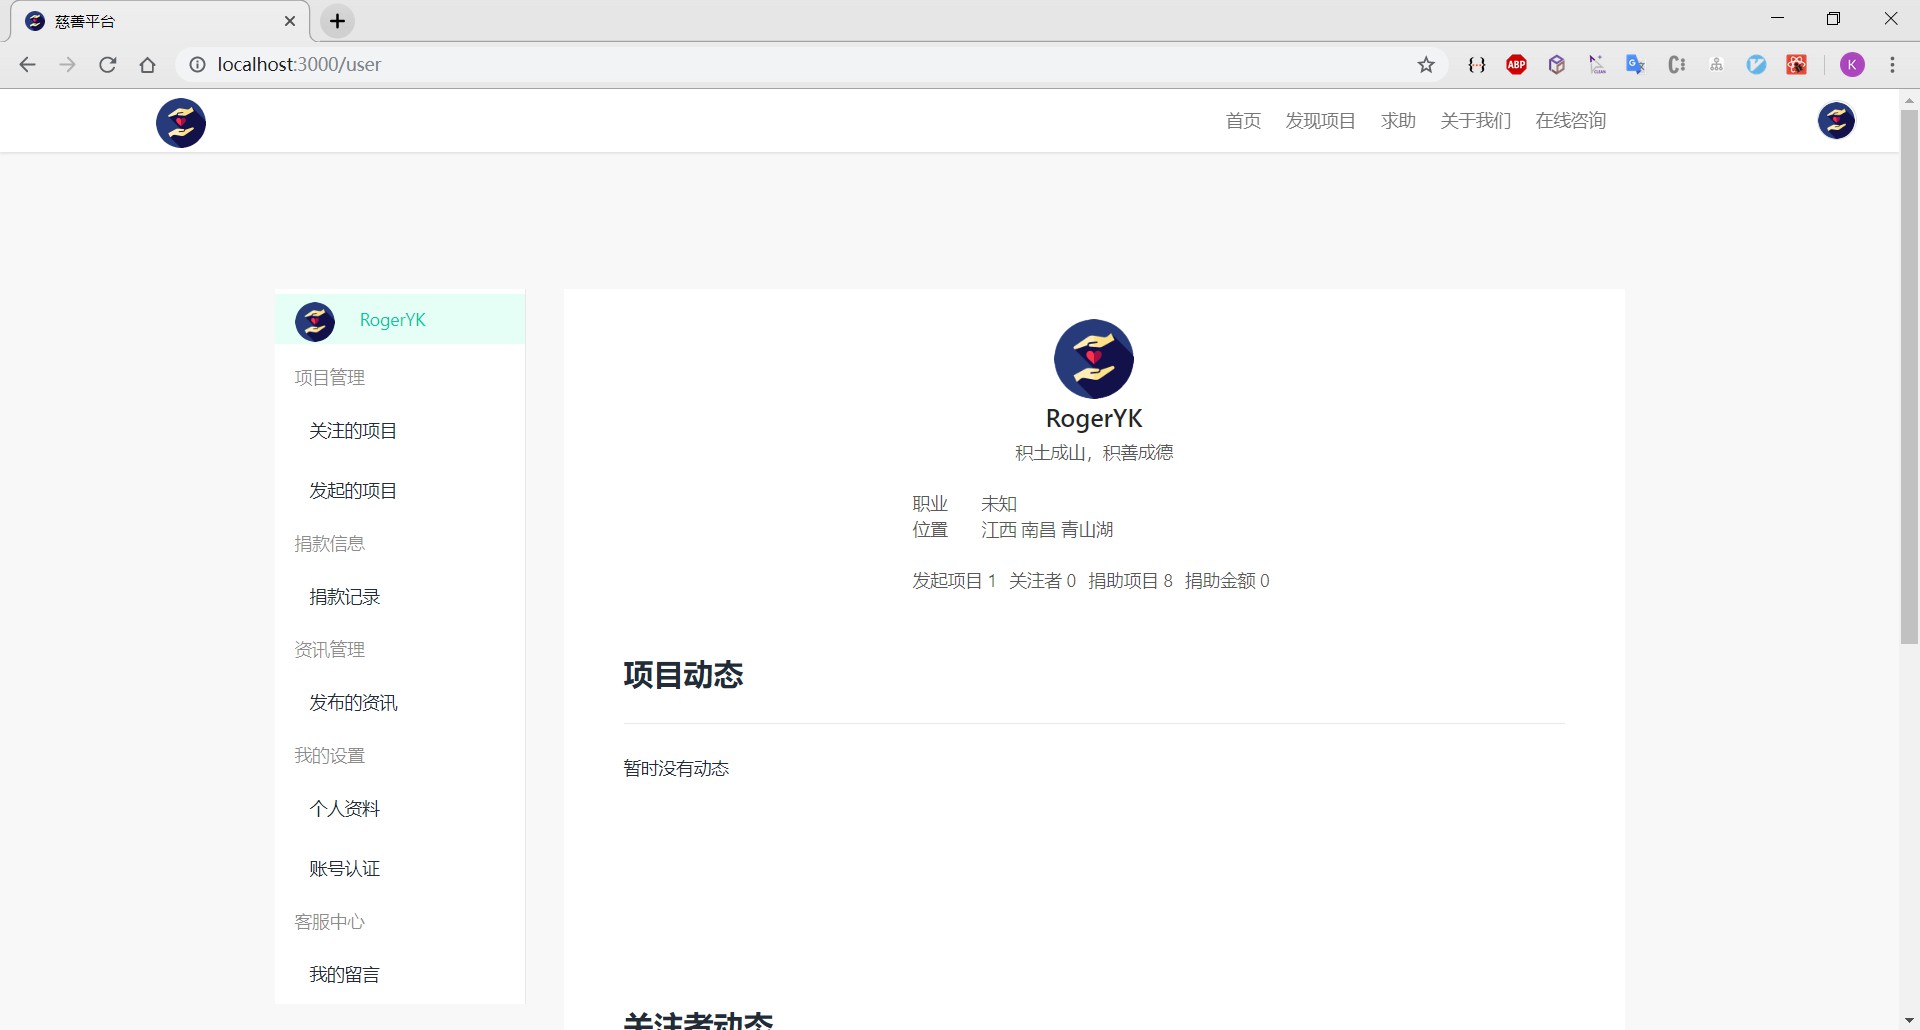 慈善平台
localhost:3000/user
ABP
K
首页 发现项目 求助 关于我们 在线咨询
RogerYK
项目管理
关注的项目
发起的项目
捐款信息
捐款记录
资讯管理
发布的资讯
我的设置
个人资料
账号认证
客服中心
我的留言
RogerYK
积土成山，积善成德
职业 未知
位置 江西 南昌 青山湖
发起项目 1 关注者 0 捐助项目 8 捐助金额 0
项目动态
暂时没有动态
关注者动态